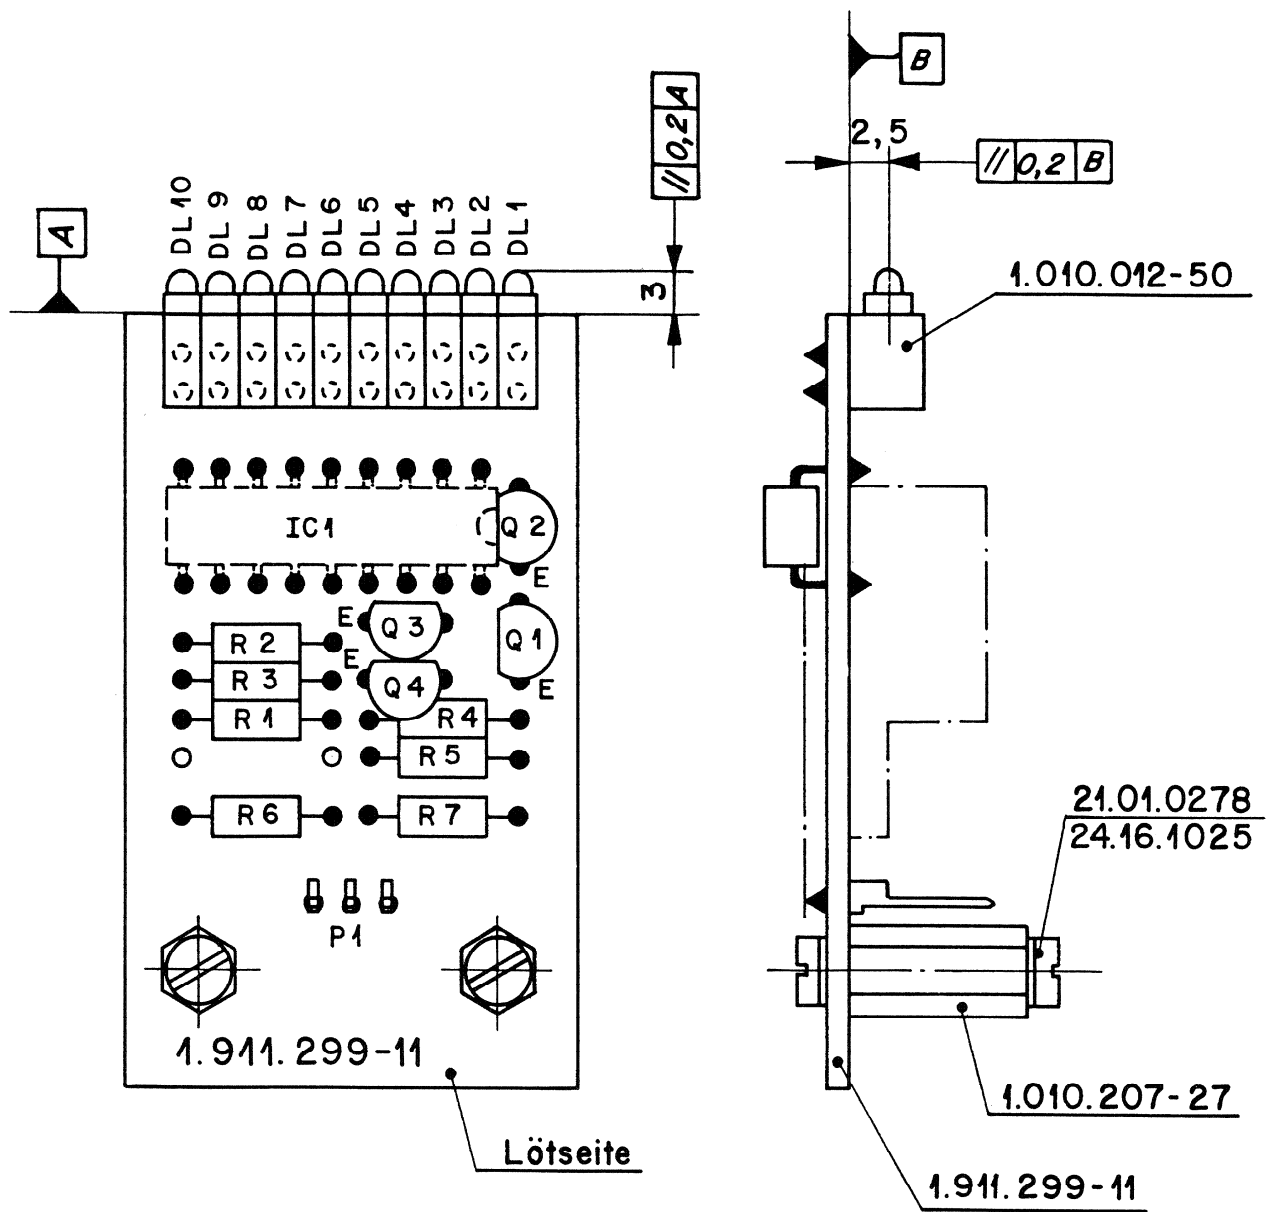 B
2,5
// 0,2 B
// 0,2 A
A
DL10
DL9
DL8
DL7
DL6
DL5
DL4
DL3
DL2
DL1
3
1.010.012-50
IC1
Q2
E
E
Q3
Q1
R2
E
R3
Q4
E
R1
R4
R5
R6
R7
21.01.0278
24.16.1025
P1
1.911.299-11
1.010.207-27
Lötseite
1.911.299-11